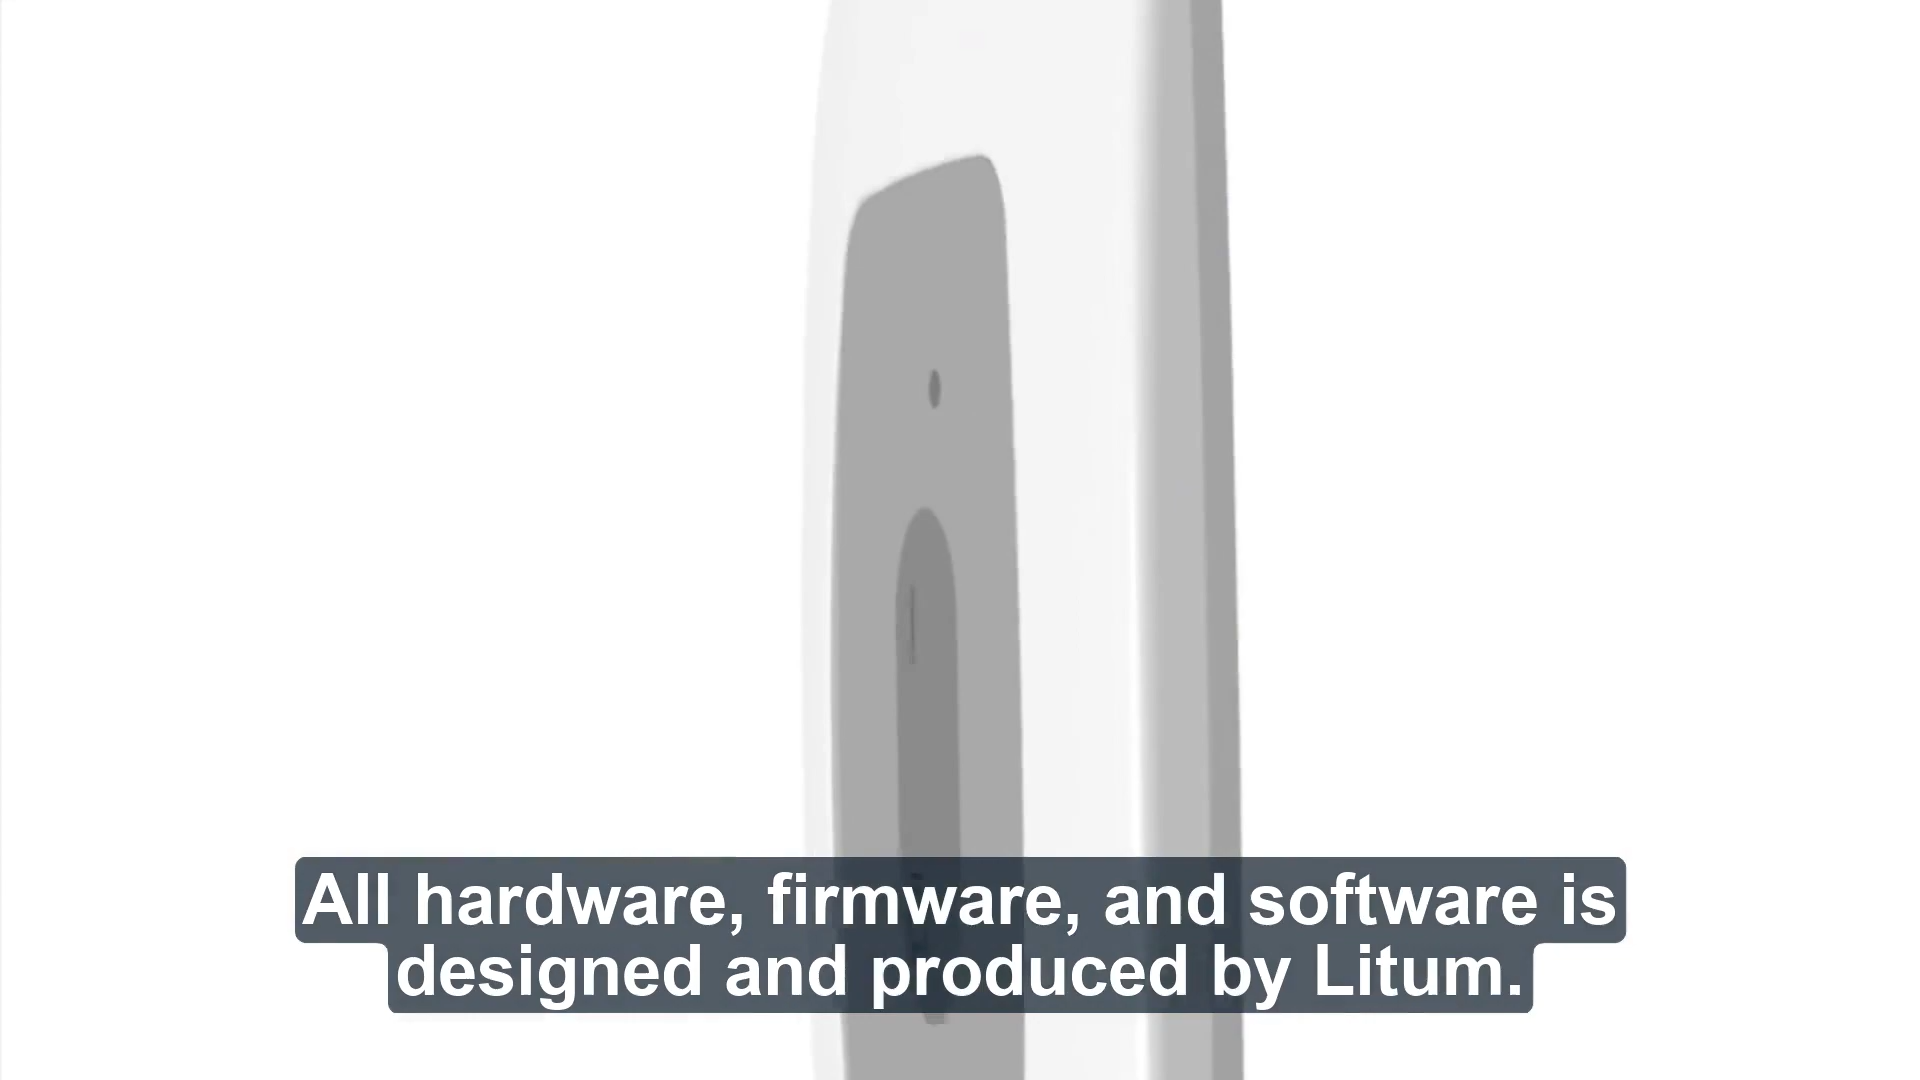 All hardware, firmware, and software is
designed and produced by Litum.